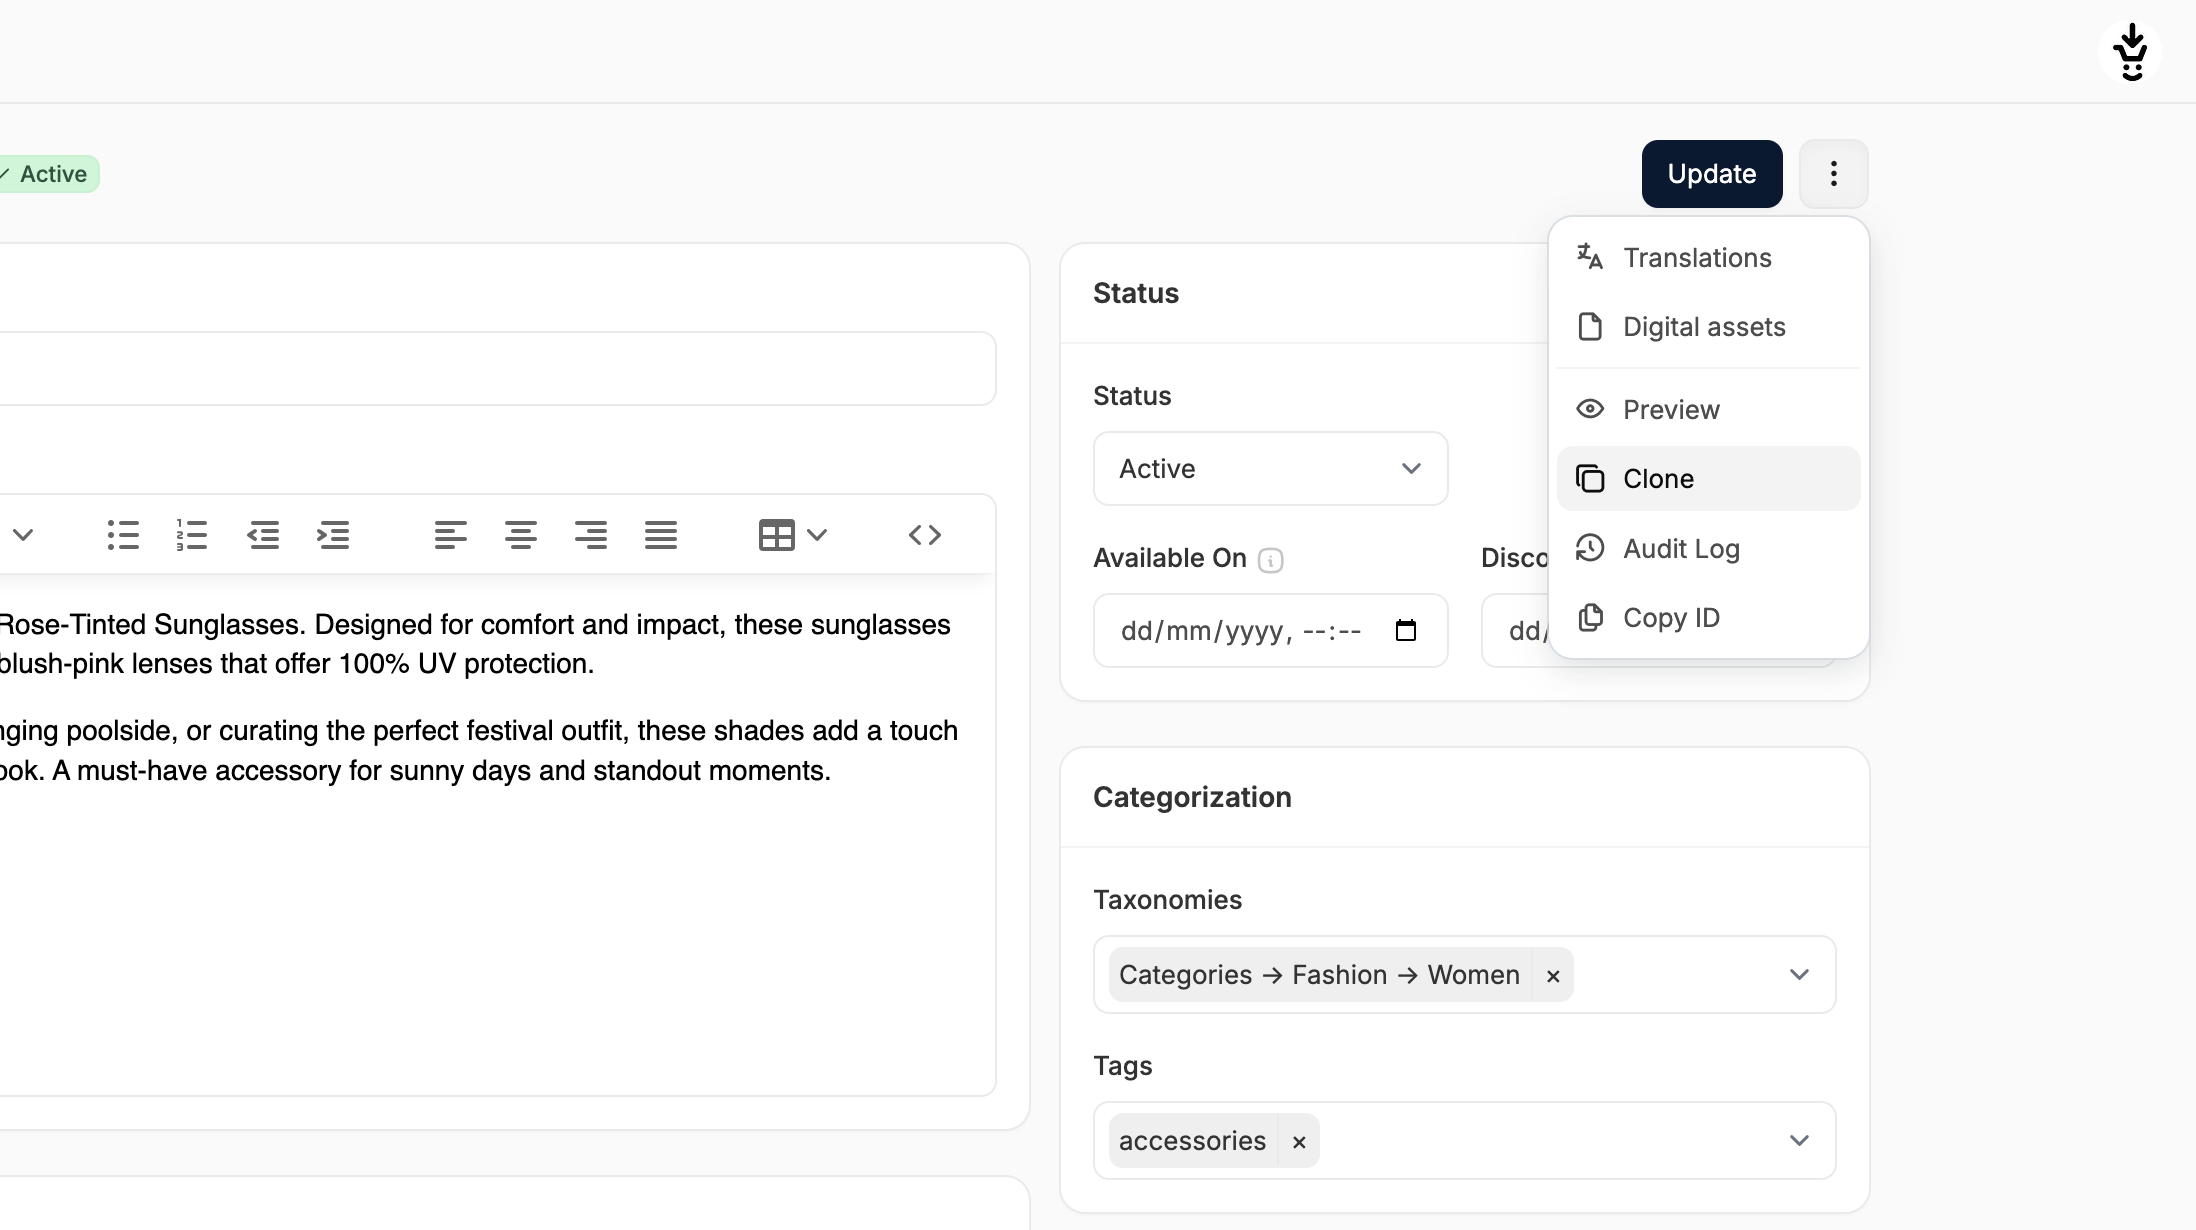 Active
Update
Translations
Digital assets
Preview
Clone
Audit Log
Copy ID
Rose-Tinted Sunglasses. Designed for comfort and impact, these sunglasses
blush-pink lenses that offer 100% UV protection.
poolside, or curating the perfect festival outfit, these shades add a touch
A must-have accessory for sunny days and standout moments.
Status
Status
Active
Available On
dd/mm/yyyy, --:--
dd/
Categorization
Taxonomies
Categories → Fashion → Women ×
Tags
accessories ×